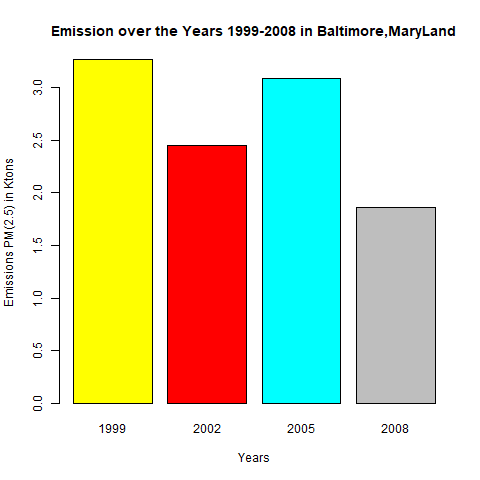 Emission over the Years 1999-2008 in Baltimore,MaryLand
Emissions PM(2.5) in Ktons
3.0
2.5
2.0
1.5
1.0
0.5
0.0
1999 2002 2005 2008
Years